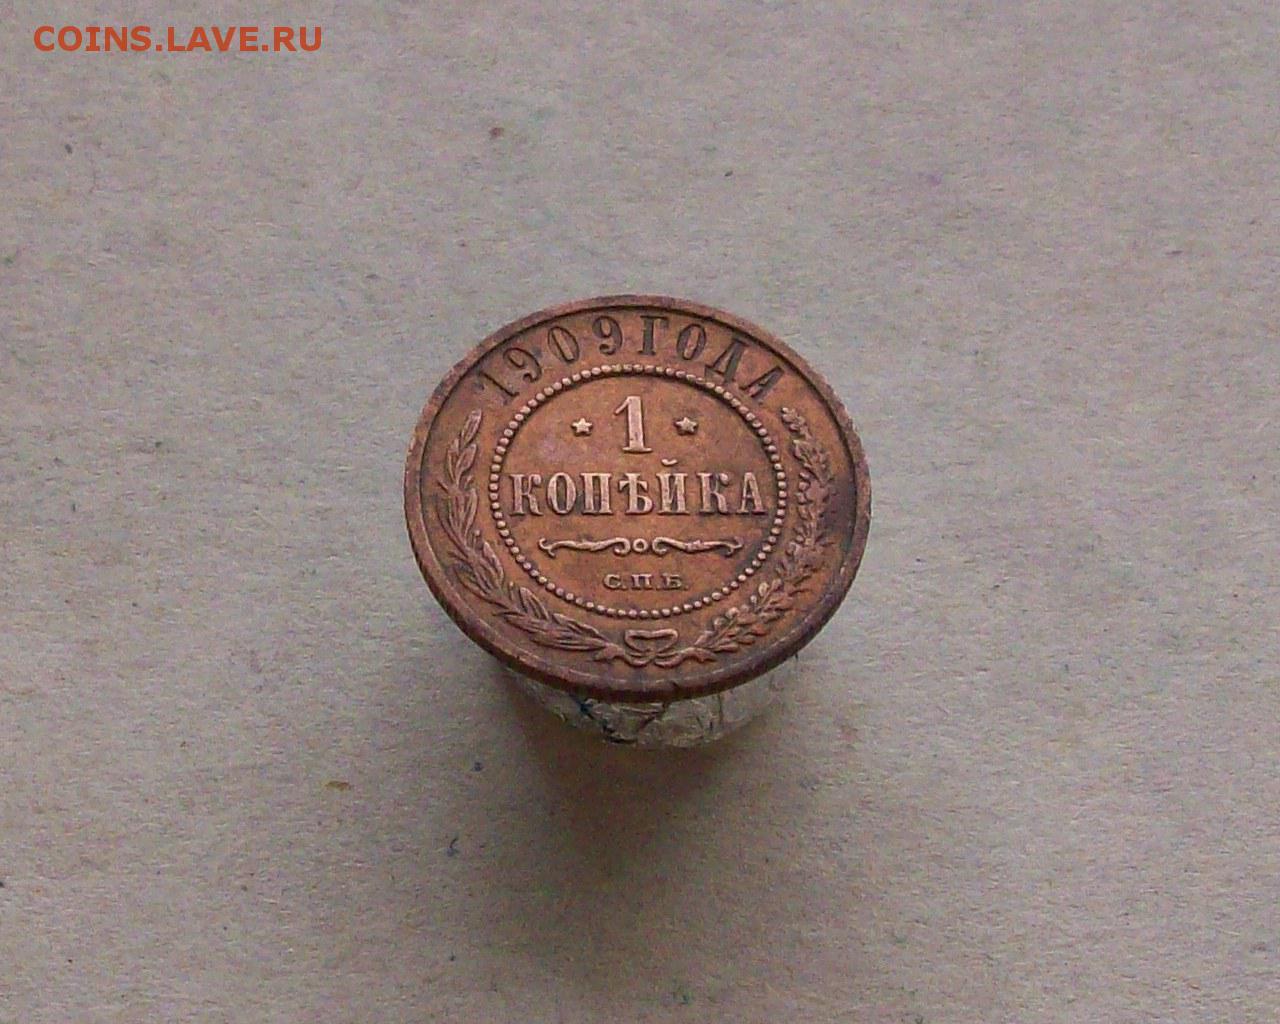 COINS.LAVE.RU
1909 ГОДА
1
КОПѢЙКА
С.П.Б.